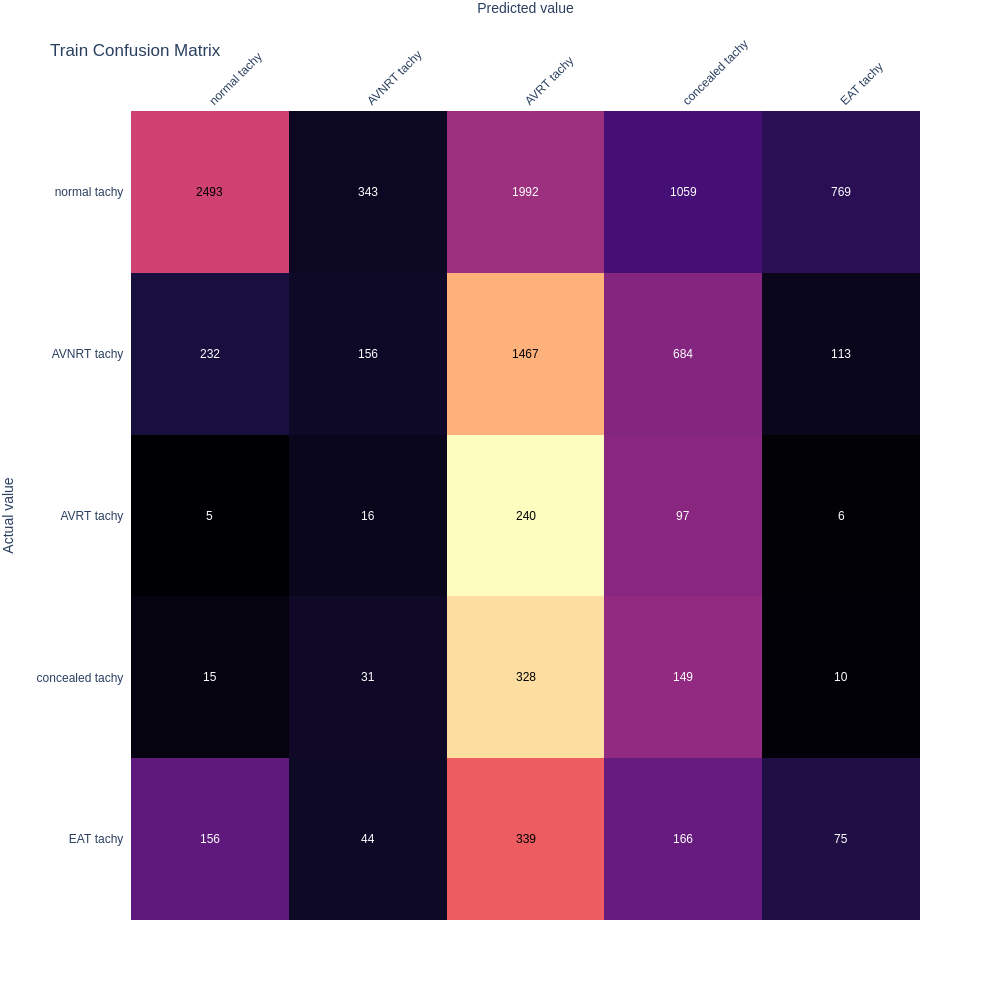 Predicted value
Train Confusion Matrix
normal tachy
AVNRT tachy
AVRT tachy
concealed tachy
EAT tachy
Actual value
normal tachy 2493 343 1992 1059 769
AVNRT tachy 232 156 1467 684 113
AVRT tachy 5 16 240 97 6
concealed tachy 15 31 328 149 10
EAT tachy 156 44 339 166 75